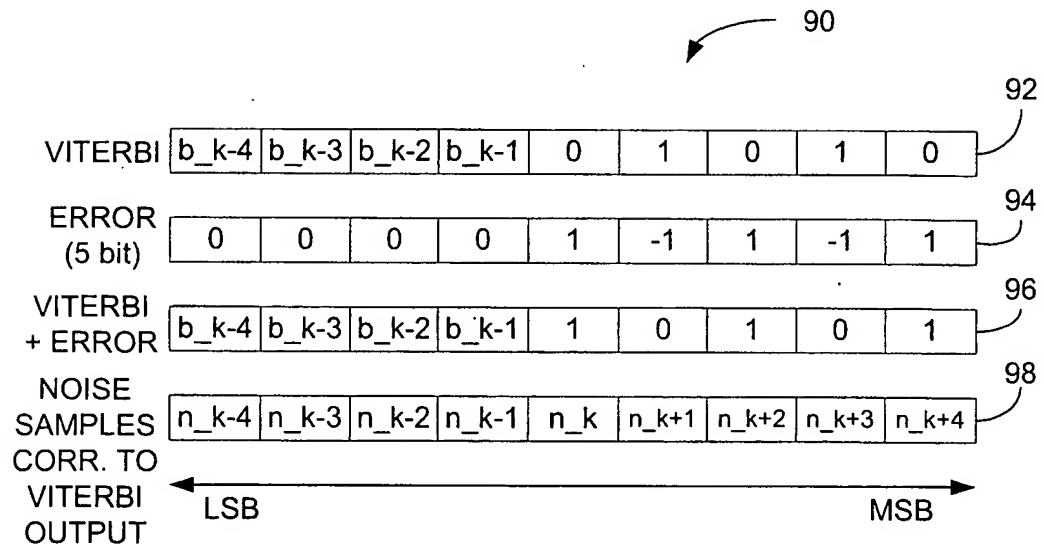 90
92
VITERBI b_k-4 b_k-3 b_k-2 b_k-1 0 1 0 1 0
94
ERROR
(5 bit) 0 0 0 0 1 -1 1 -1 1
96
VITERBI
+ ERROR b_k-4 b_k-3 b_k-2 b_k-1 1 0 1 0 1
98
NOISE
SAMPLES n_k-4 n_k-3 n_k-2 n_k-1 n_k n_k+1 n_k+2 n_k+3 n_k+4
CORR. TO
VITERBI
OUTPUT
LSB MSB